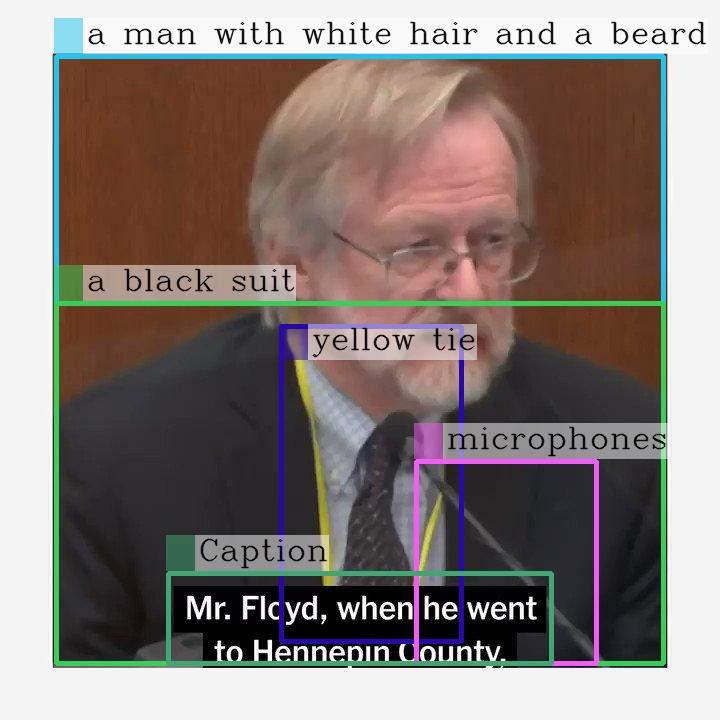 a man with white hair and a beard
a black suit
yellow tie
microphones
Caption
Mr. Floyd, when he went
to Hennepin County,